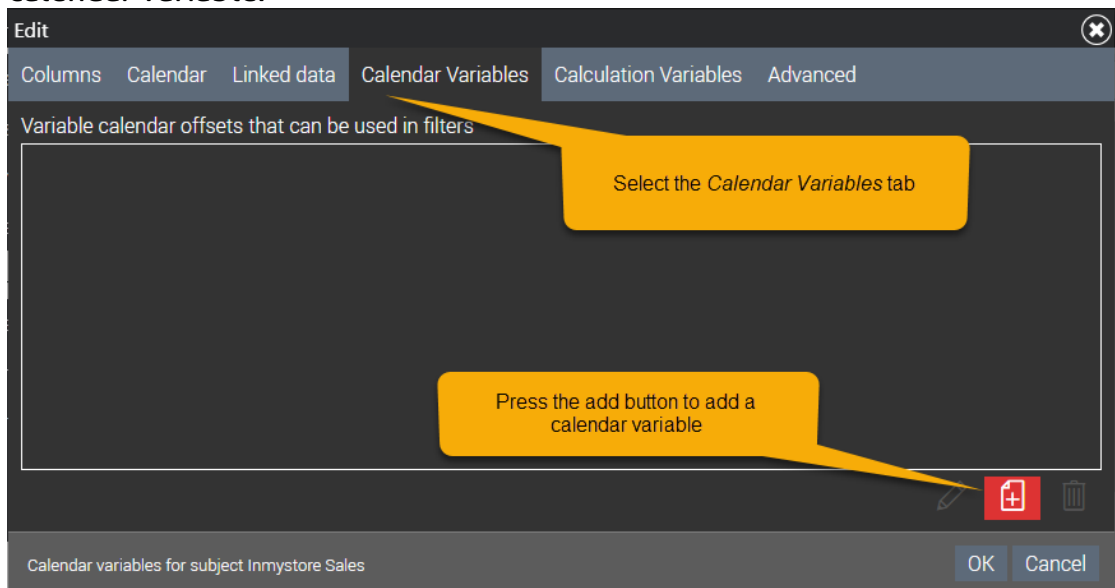 Edit
Columns Calendar Linked data Calendar Variables Calculation Variables Advanced
Variable calendar offsets that can be used in filters
Select the Calendar Variables tab
Press the add button to add a
calendar variable
Calendar variables for subject Inmystore Sales
OK Cancel